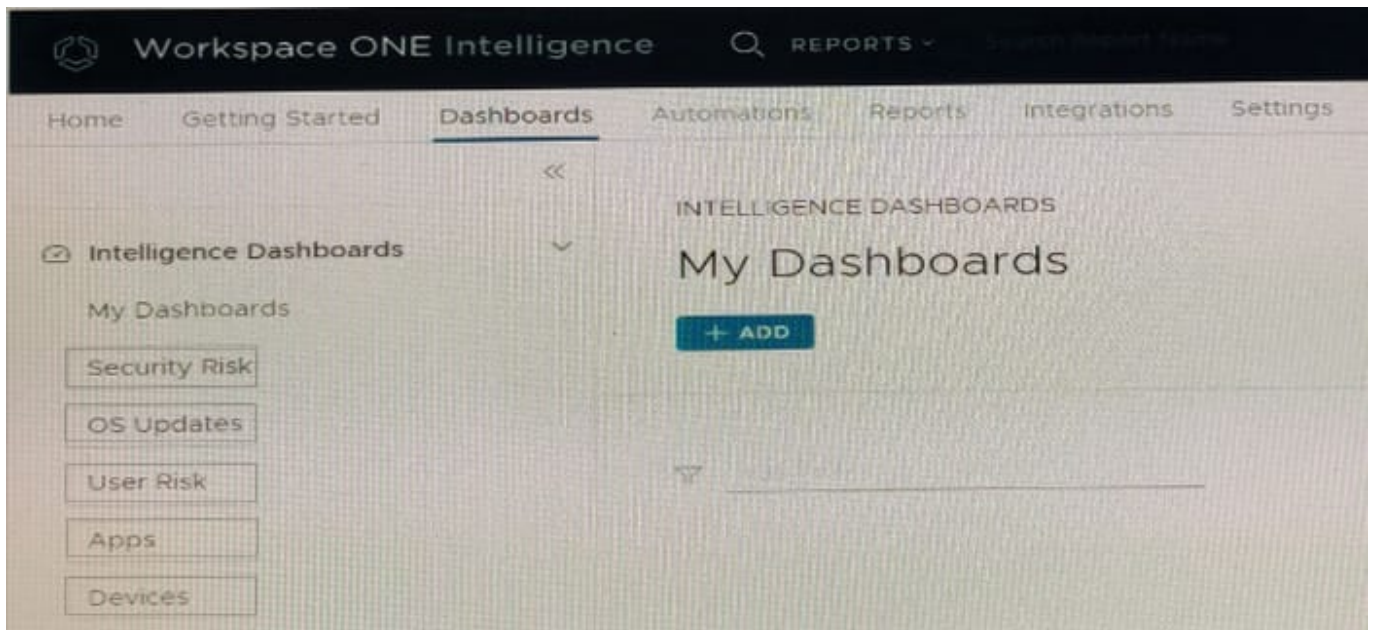 Workspace ONE Intelligence
REPORTS
Home Getting Started Dashboards Automations Reports Integrations Settings
INTELLIGENCE DASHBOARDS
Intelligence Dashboards
My Dashboards
My Dashboards
+ ADD
Security Risk
OS Updates
User Risk
Apps
Devices